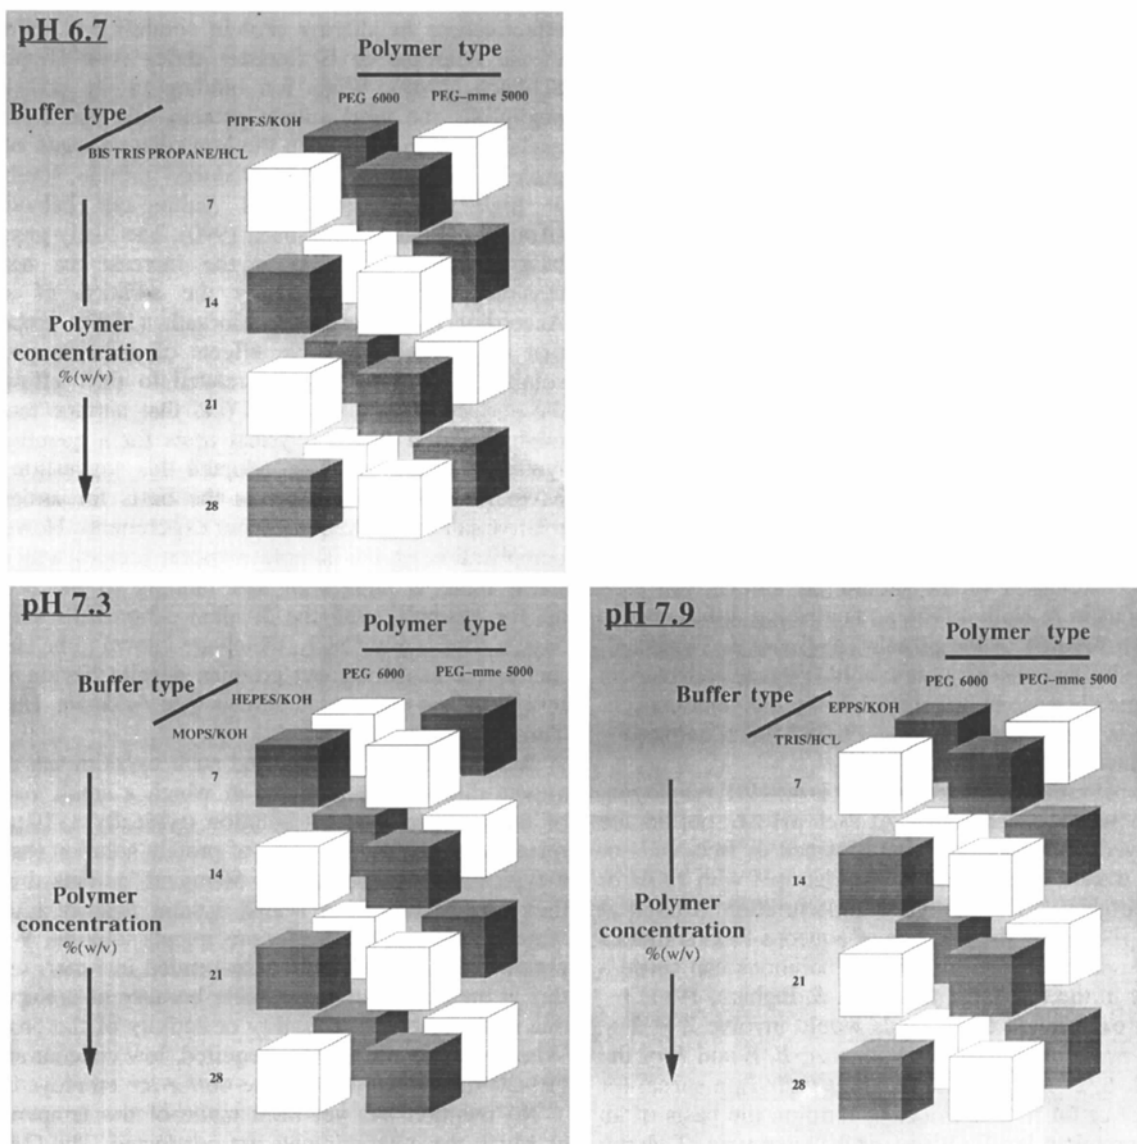 pH 6.7
Polymer type
PEG 6000 PEG-mme 5000
Buffer type
PIPES/KOH
BIS TRIS PROPANE/HCL
7
14
Polymer
concentration
%(w/v)
21
28
pH 7.3
Polymer type
PEG 6000 PEG-mme 5000
Buffer type
HEPES/KOH
MOPS/KOH
7
14
Polymer
concentration
%(w/v)
21
28
pH 7.9
Polymer type
PEG 6000 PEG-mme 5000
Buffer type
EPPS/KOH
TRIS/HCL
7
14
Polymer
concentration
%(w/v)
21
28